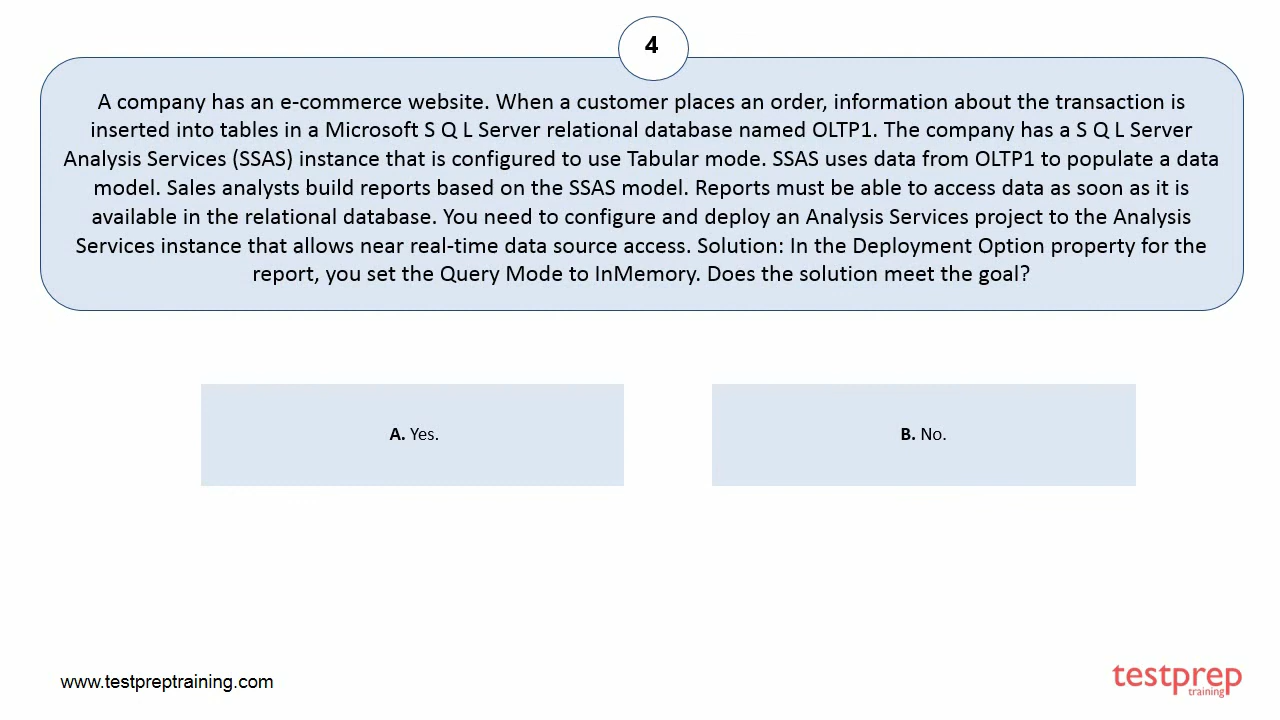 4
A company has an e-commerce website. When a customer places an order, information about the transaction is
inserted into tables in a Microsoft S Q L Server relational database named OLTP1. The company has a S Q L Server
Analysis Services (SSAS) instance that is configured to use Tabular mode. SSAS uses data from OLTP1 to populate a data
model. Sales analysts build reports based on the SSAS model. Reports must be able to access data as soon as it is
available in the relational database. You need to configure and deploy an Analysis Services project to the Analysis
Services instance that allows near real-time data source access. Solution: In the Deployment Option property for the
report, you set the Query Mode to InMemory. Does the solution meet the goal?
A. Yes.
B. No.
www.testpreptraining.com
testprep
training